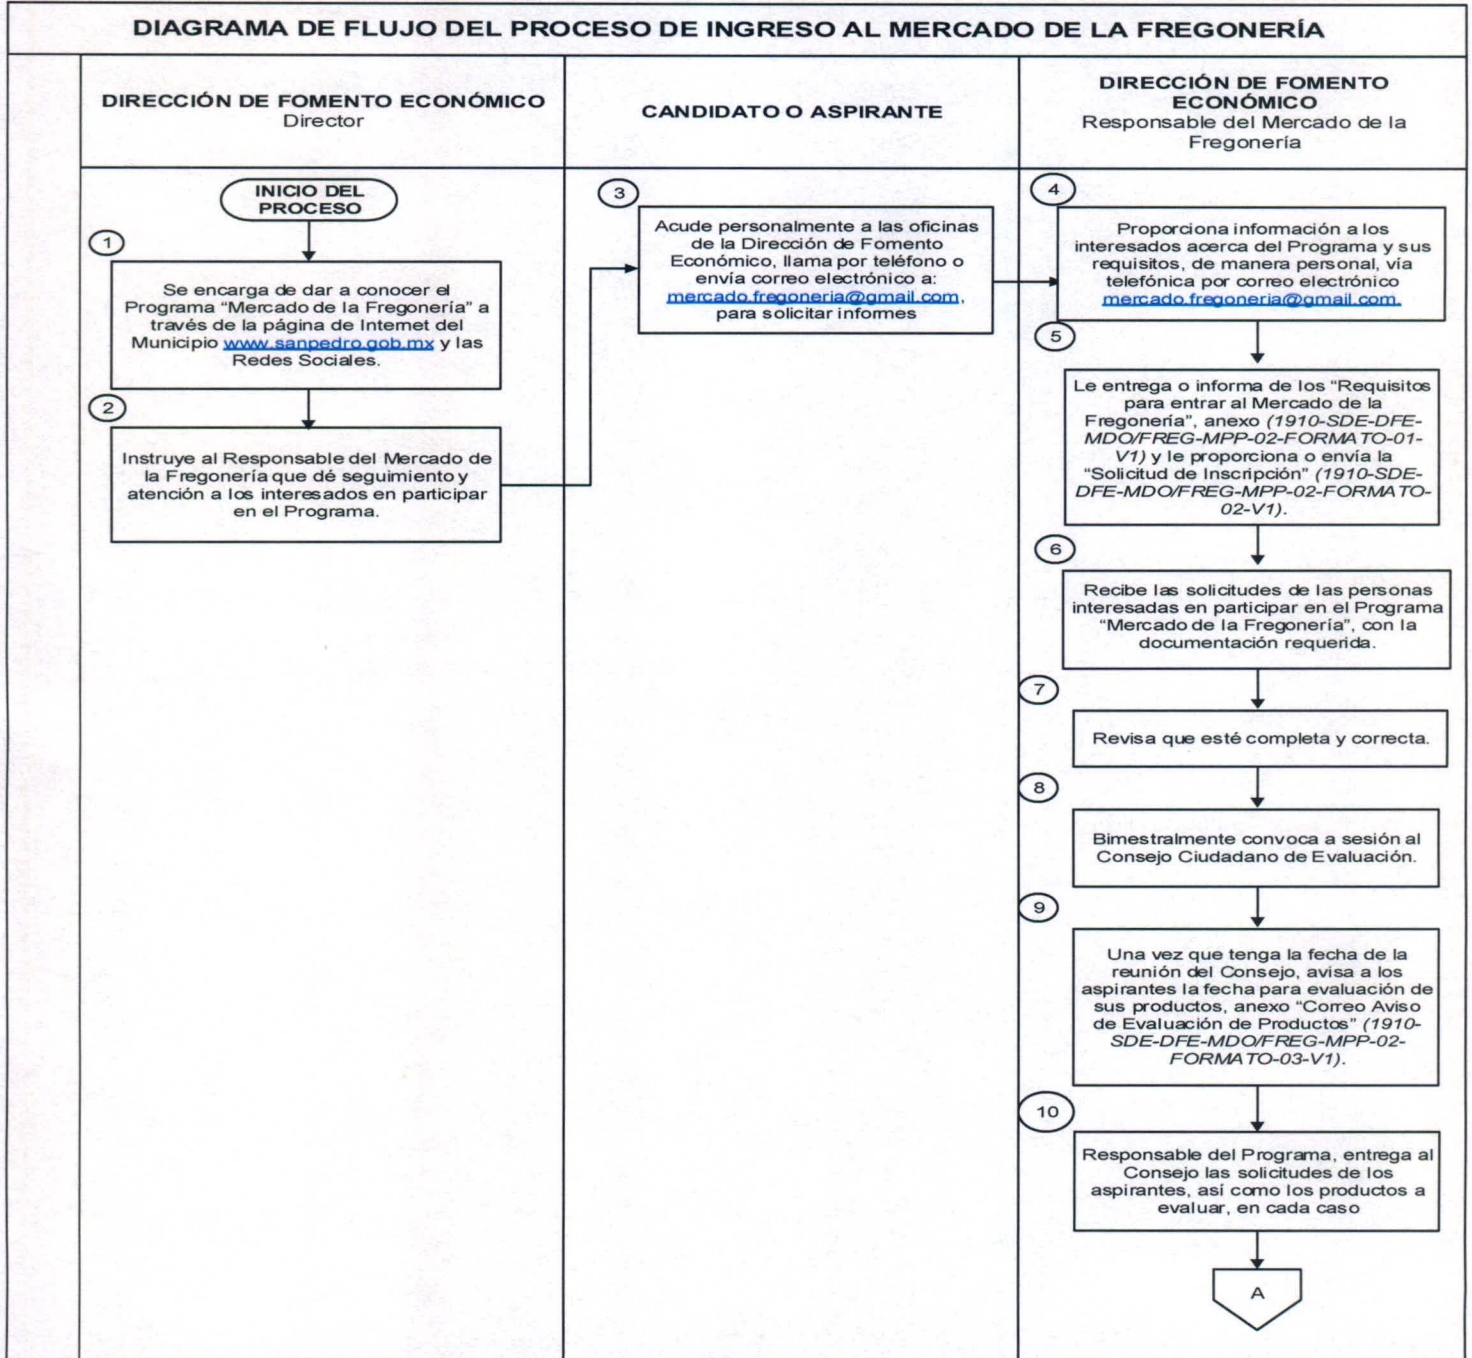 DIAGRAMA DE FLUJO DEL PROCESO DE INGRESO AL MERCADO DE LA FREGONERÍA
DIRECCIÓN DE FOMENTO ECONÓMICO
Director
CANDIDATO O ASPIRANTE
DIRECCIÓN DE FOMENTO
ECONÓMICO
Responsable del Mercado de la
Fregonería
INICIO DEL
PROCESO
1
Se encarga de dar a conocer el
Programa “Mercado de la Fregonería” a
través de la página de Internet del
Municipio www.sanpedro.gob.mx y las
Redes Sociales.
2
Instruye al Responsable del Mercado de
la Fregonería que dé seguimiento y
atención a los interesados en participar
en el Programa.
3
Acude personalmente a las oficinas
de la Dirección de Fomento
Económico, llama por teléfono o
envía correo electrónico a:
mercado.fregoneria@gmail.com,
para solicitar informes
4
Proporciona información a los
interesados acerca del Programa y sus
requisitos, de manera personal, vía
telefónica por correo electrónico
mercado.fregoneria@gmail.com.
5
Le entrega o informa de los “Requisitos
para entrar al Mercado de la
Fregonería”, anexo (1910-SDE-DFE-
MDO/FREG-MPP-02-FORMATO-01-
V1) y le proporciona o envía la
“Solicitud de Inscripción” (1910-SDE-
DFE-MDO/FREG-MPP-02-FORMATO-
02-V1).
6
Recibe las solicitudes de las personas
interesadas en participar en el Programa
“Mercado de la Fregonería”, con la
documentación requerida.
7
Revisa que esté completa y correcta.
8
Bimestralmente convoca a sesión al
Consejo Ciudadano de Evaluación.
9
Una vez que tenga la fecha de la
reunión del Consejo, avisa a los
aspirantes la fecha para evaluación de
sus productos, anexo “Correo Aviso
de Evaluación de Productos” (1910-
SDE-DFE-MDO/FREG-MPP-02-
FORMATO-03-V1).
10
Responsable del Programa, entrega al
Consejo las solicitudes de los
aspirantes, así como los productos a
evaluar, en cada caso
A